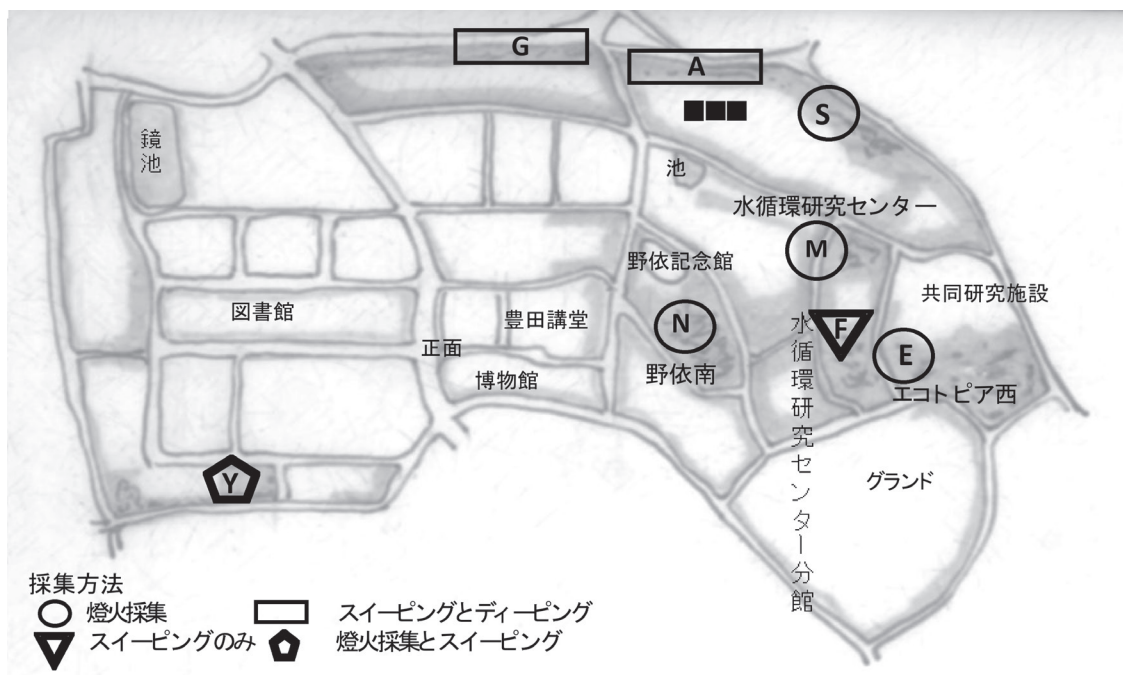 G
A
S
鏡池
池
水循環研究センター
M
野依記念館
共同研究施設
図書館
豊田講堂
N
F
E
正面
水循環研究センター分館
博物館
野依南
エコトピア西
Y
グランド
採集方法
燈火採集
スイーピングとディーピング
スイーピングのみ
燈火採集とスイーピング